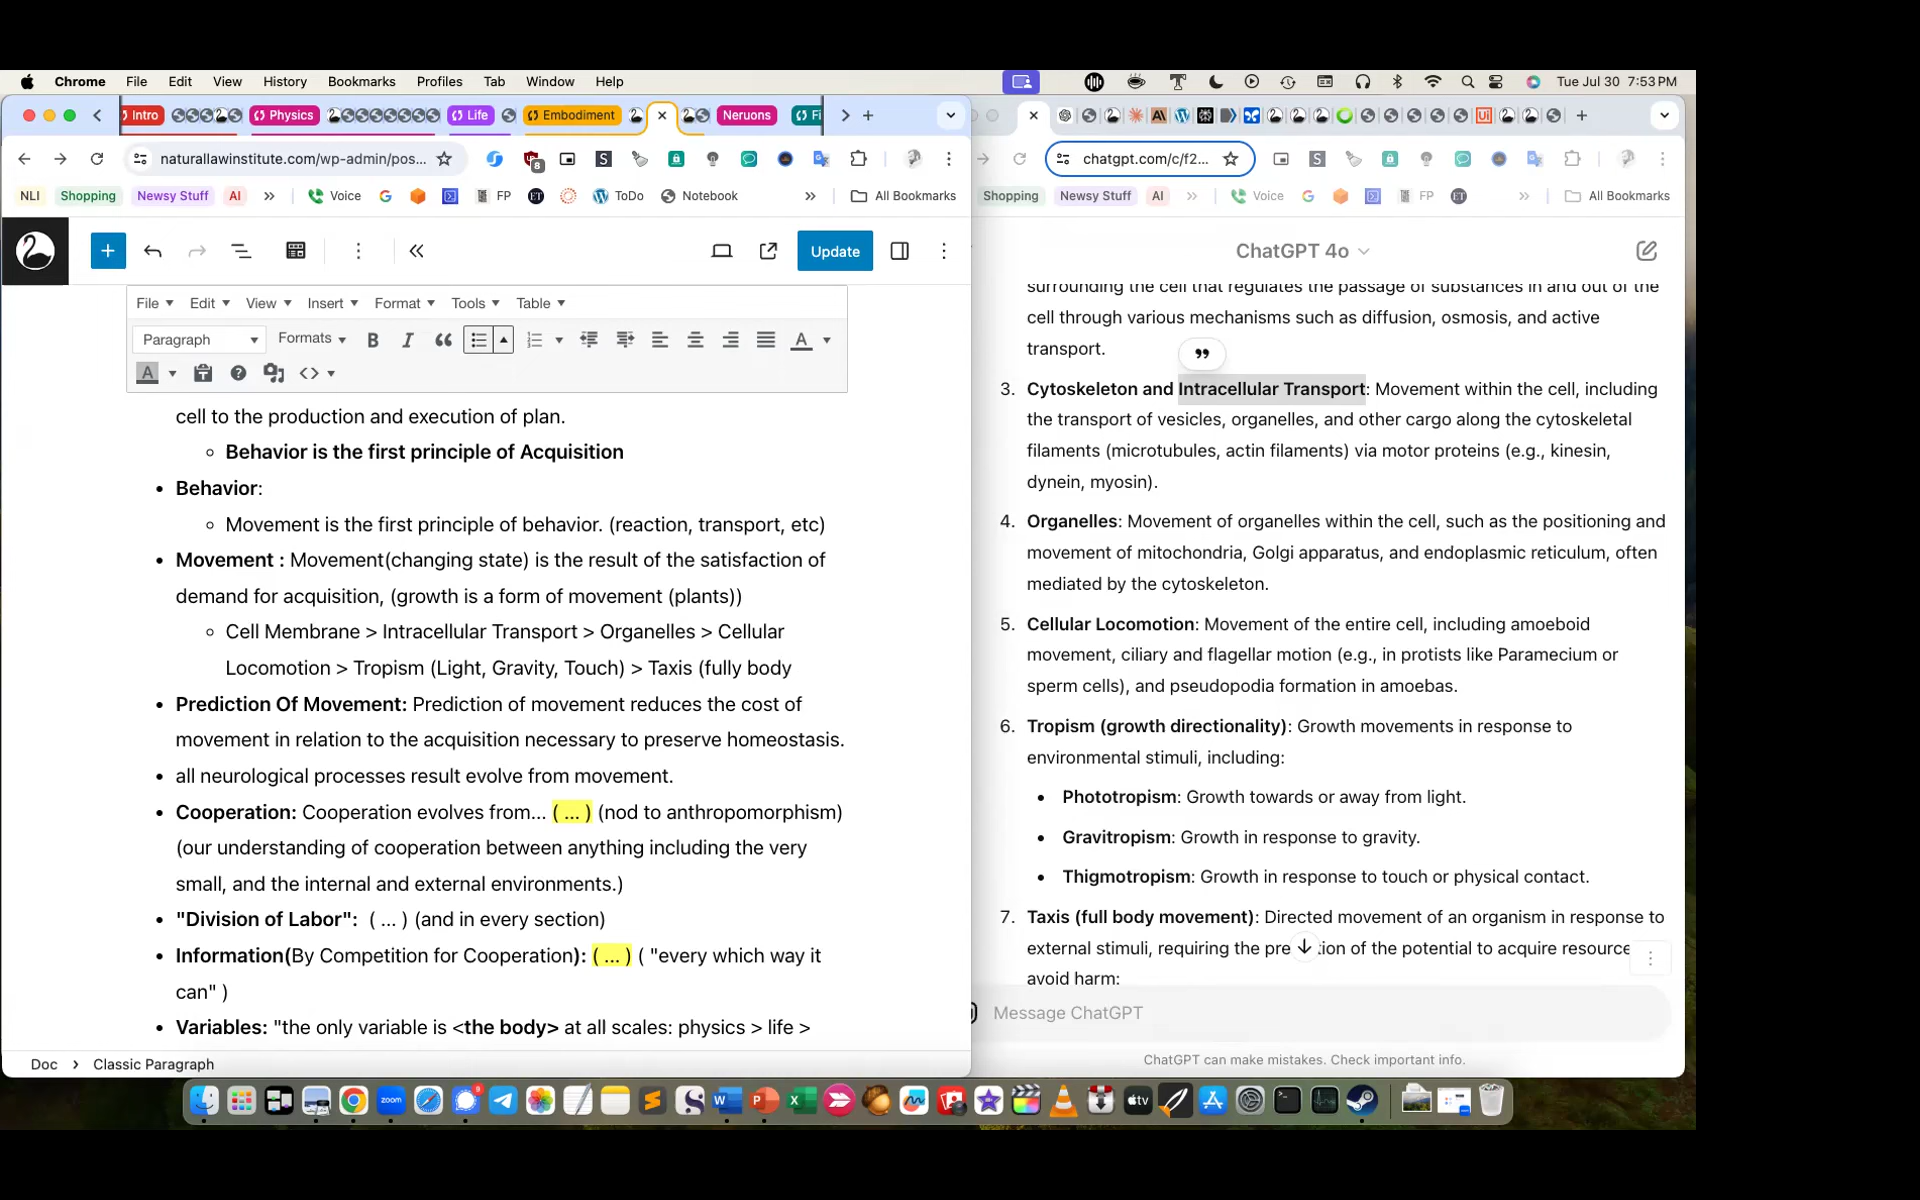 Chrome File Edit View History Bookmarks Profiles Tab Window Help Tue Jul 30 7:53 PM
Intro Physics Life Embodiment Neruons Fi
naturallawinstitute.com/wp-admin/pos...
8
NLI Shopping Newsy Stuff AI » Voice G FP ET ToDo Notebook » All Bookmarks
Update
File Edit View Insert Format Tools Table
Paragraph Formats B I A
A
cell to the production and execution of plan.
Behavior is the first principle of Acquisition
Behavior:
Movement is the first principle of behavior. (reaction, transport, etc)
Movement : Movement(changing state) is the result of the satisfaction of
demand for acquisition, (growth is a form of movement (plants))
Cell Membrane > Intracellular Transport > Organelles > Cellular
Locomotion > Tropism (Light, Gravity, Touch) > Taxis (fully body
Prediction Of Movement: Prediction of movement reduces the cost of
movement in relation to the acquisition necessary to preserve homeostasis.
all neurological processes result evolve from movement.
Cooperation: Cooperation evolves from... ( ... ) (nod to anthropomorphism)
(our understanding of cooperation between anything including the very
small, and the internal and external environments.)
"Division of Labor": ( ... ) (and in every section)
Information(By Competition for Cooperation): ( ... ) ( "every which way it
can" )
Variables: "the only variable is <the body> at all scales: physics > life >
Doc > Classic Paragraph
chatgpt.com/c/f2...
Shopping Newsy Stuff AI » Voice G FP ET » All Bookmarks
ChatGPT 4o
surrounding the cell that regulates the passage of substances in and out of the
cell through various mechanisms such as diffusion, osmosis, and active
transport.
3. Cytoskeleton and Intracellular Transport: Movement within the cell, including
the transport of vesicles, organelles, and other cargo along the cytoskeletal
filaments (microtubules, actin filaments) via motor proteins (e.g., kinesin,
dynein, myosin).
4. Organelles: Movement of organelles within the cell, such as the positioning and
movement of mitochondria, Golgi apparatus, and endoplasmic reticulum, often
mediated by the cytoskeleton.
5. Cellular Locomotion: Movement of the entire cell, including amoeboid
movement, ciliary and flagellar motion (e.g., in protists like Paramecium or
sperm cells), and pseudopodia formation in amoebas.
6. Tropism (growth directionality): Growth movements in response to
environmental stimuli, including:
Phototropism: Growth towards or away from light.
Gravitropism: Growth in response to gravity.
Thigmotropism: Growth in response to touch or physical contact.
7. Taxis (full body movement): Directed movement of an organism in response to
external stimuli, requiring the pre tion of the potential to acquire resource
avoid harm:
Message ChatGPT
ChatGPT can make mistakes. Check important info.
zoom tv